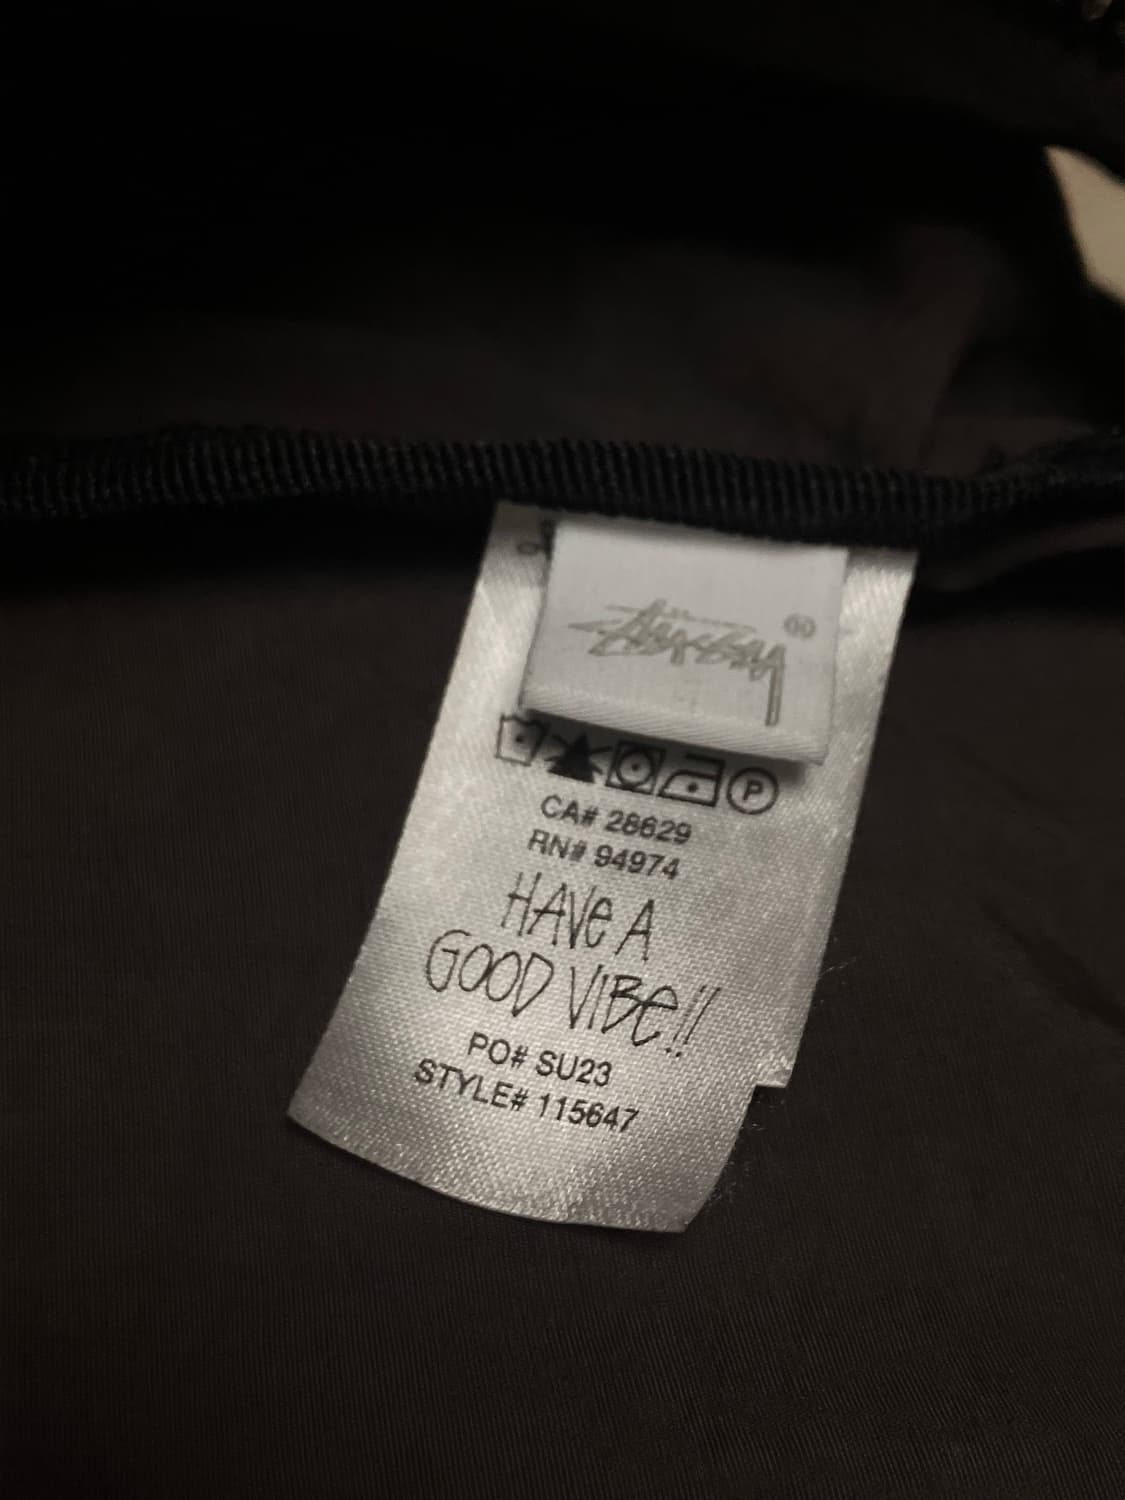 Stüssy
P
CA# 28629
RN# 94974
HAVe A
GOOD VIBe!!
PO# SU23
STYLE# 115647